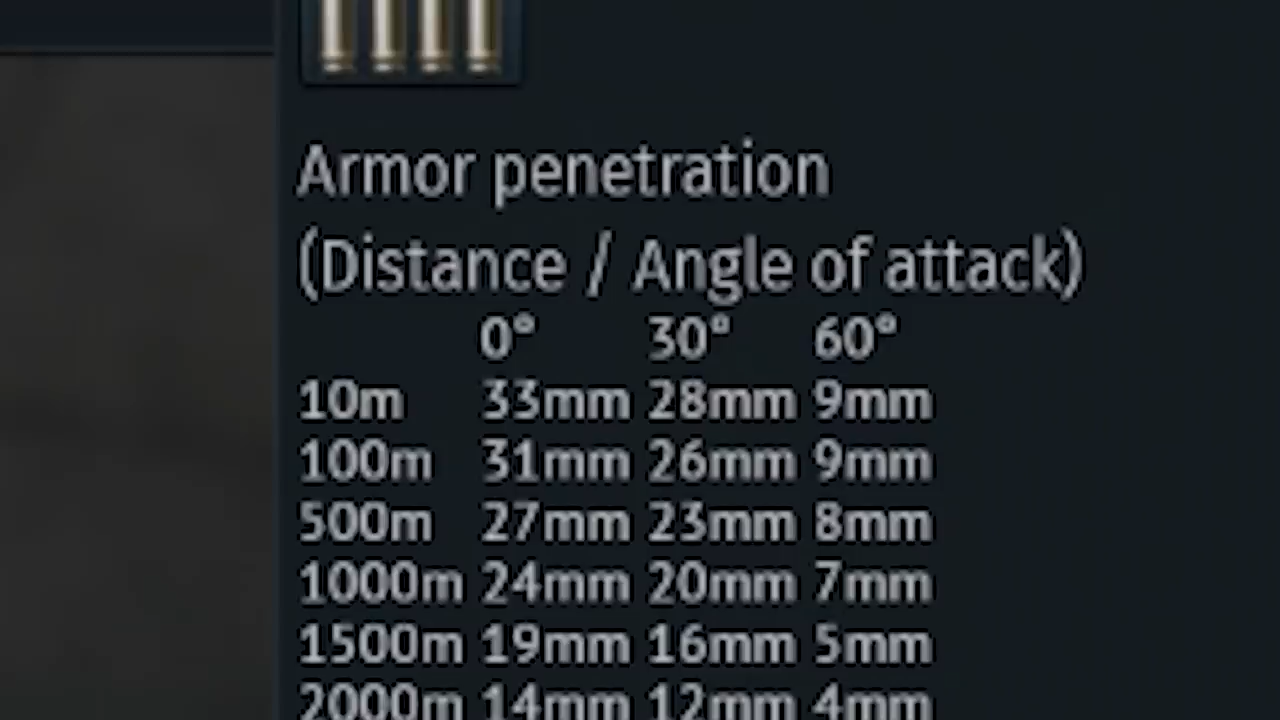 Armor penetration
(Distance / Angle of attack)
0° 30° 60°
10m 33mm 28mm 9mm
100m 31mm 26mm 9mm
500m 27mm 23mm 8mm
1000m 24mm 20mm 7mm
1500m 19mm 16mm 5mm
2000m 14mm 12mm 4mm